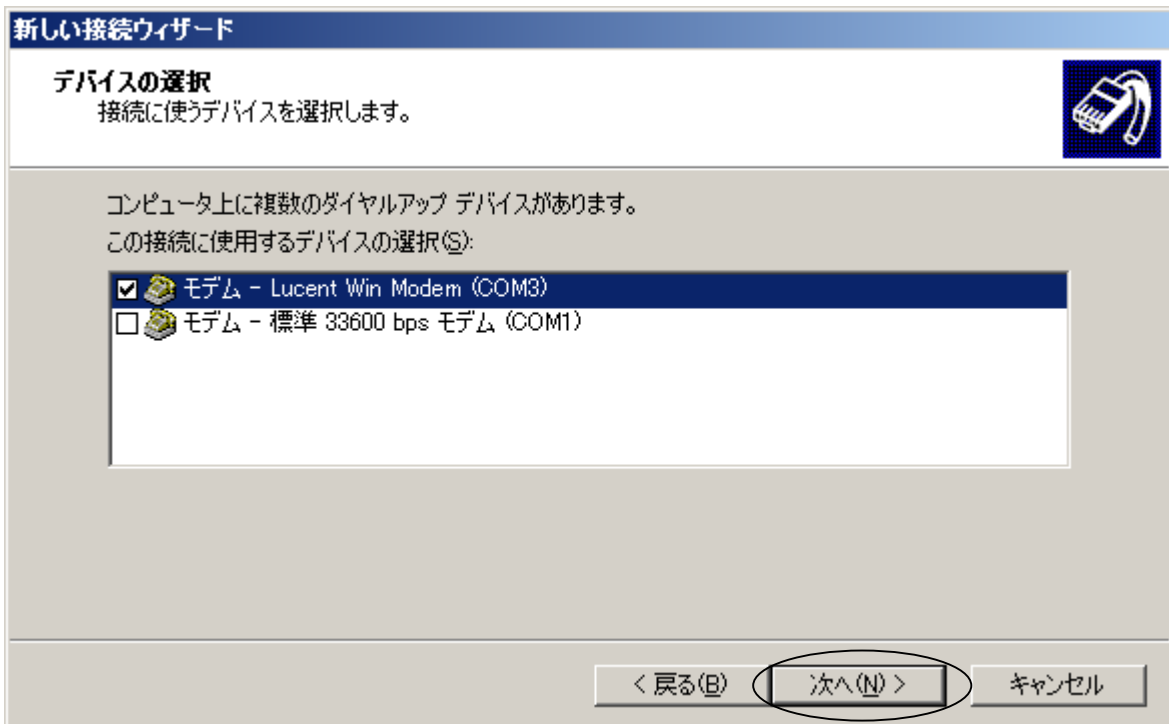 新しい接続ウィザード
デバイスの選択
接続に使うデバイスを選択します。
コンピュータ上に複数のダイヤルアップ デバイスがあります。
この接続に使用するデバイスの選択(S):
モデム - Lucent Win Modem (COM3)
モデム - 標準 33600 bps モデム (COM1)
< 戻る(B) 次へ(N) > キャンセル